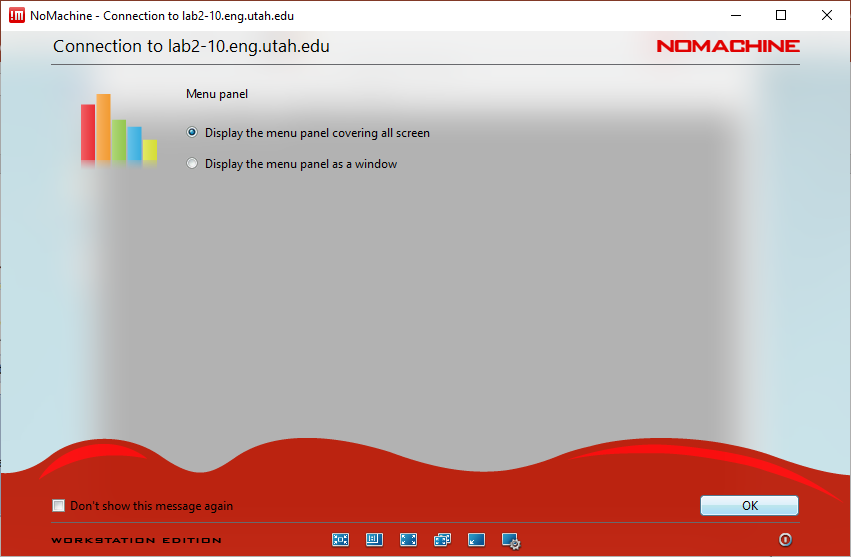 NoMachine - Connection to lab2-10.eng.utah.edu
Connection to lab2-10.eng.utah.edu
NOMACHINE
Menu panel
Display the menu panel covering all screen
Display the menu panel as a window
Don't show this message again
OK
WORKSTATION EDITION